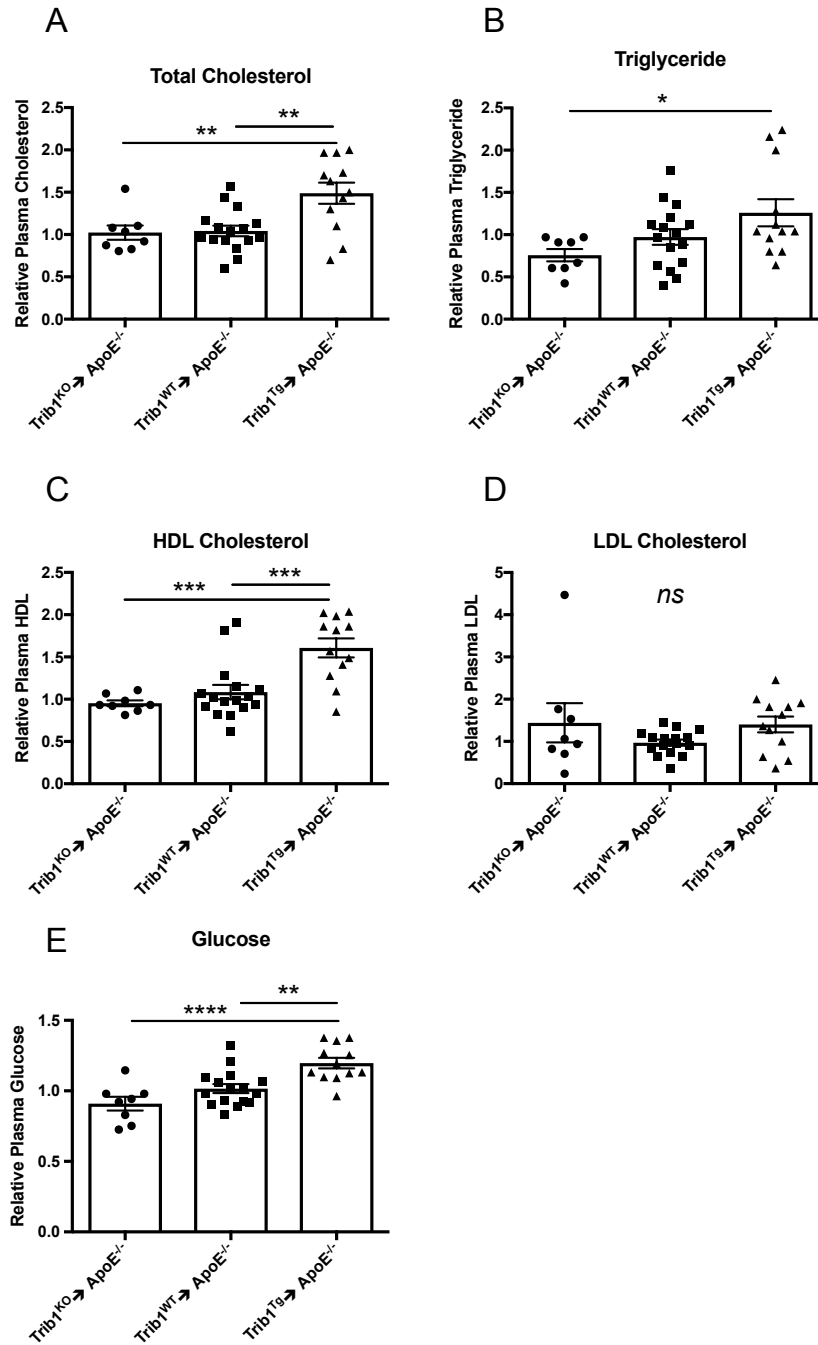 A
Total Cholesterol
Relative Plasma Cholesterol
2.5
2.0
1.5
1.0
0.5
0.0
**
**
Trib1KO➔ ApoE-/-
Trib1WT➔ ApoE-/-
Trib1Tg➔ ApoE-/-
B
Triglyceride
Relative Plasma Triglyceride
2.5
2.0
1.5
1.0
0.5
0.0
*
Trib1KO➔ ApoE-/-
Trib1WT➔ ApoE-/-
Trib1Tg➔ ApoE-/-
C
HDL Cholesterol
Relative Plasma HDL
2.5
2.0
1.5
1.0
0.5
0.0
***
***
Trib1KO➔ ApoE-/-
Trib1WT➔ ApoE-/-
Trib1Tg➔ ApoE-/-
D
LDL Cholesterol
Relative Plasma LDL
5
4
3
2
1
0
ns
Trib1KO➔ ApoE-/-
Trib1WT➔ ApoE-/-
Trib1Tg➔ ApoE-/-
E
Glucose
Relative Plasma Glucose
1.5
1.0
0.5
0.0
****
**
Trib1KO➔ ApoE-/-
Trib1WT➔ ApoE-/-
Trib1Tg➔ ApoE-/-